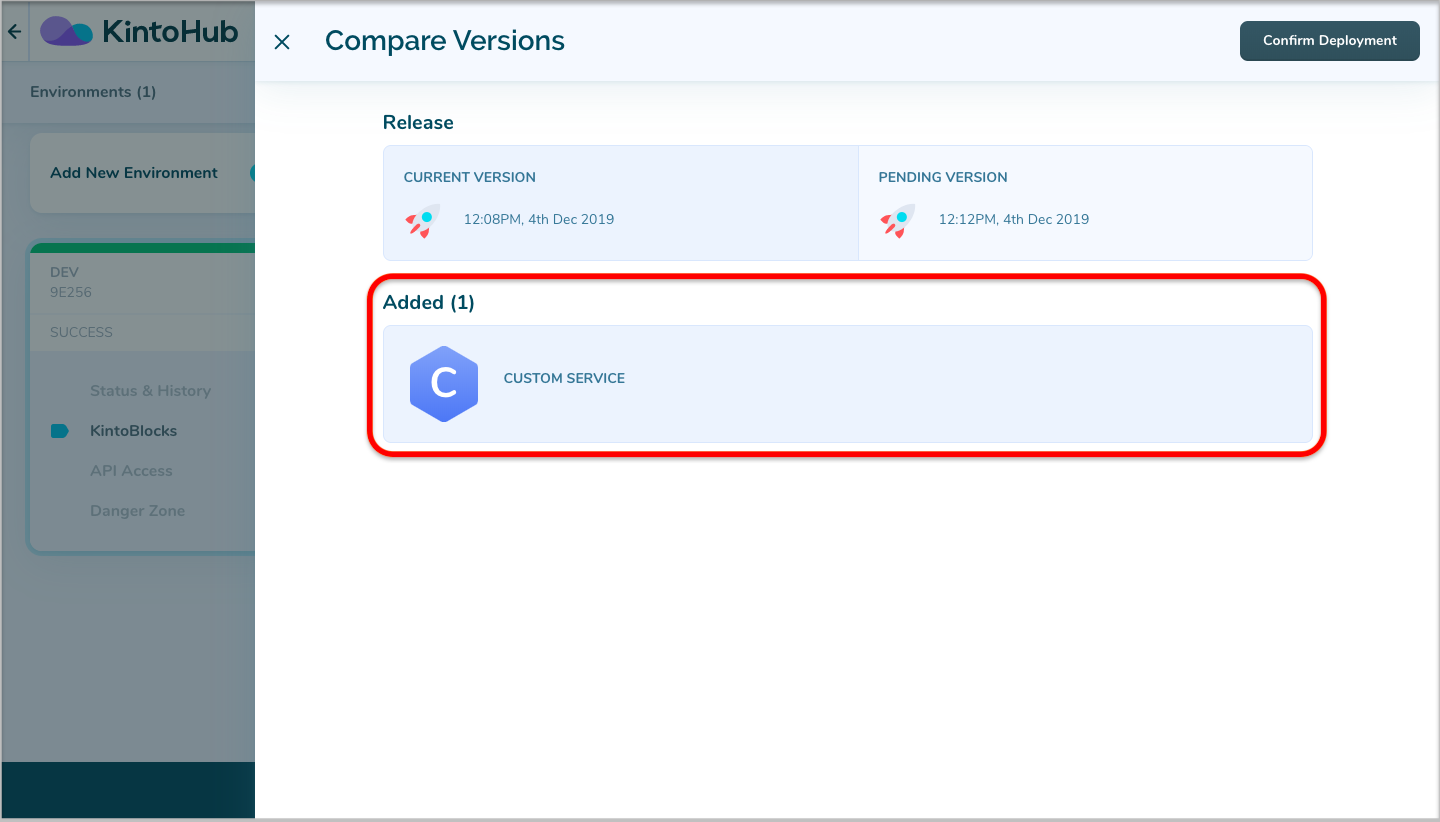 KintoHub
Compare Versions
Confirm Deployment
Environments (1)
Add New Environment
DEV
9E256
SUCCESS
Status & History
KintoBlocks
API Access
Danger Zone
Release
CURRENT VERSION
12:08PM, 4th Dec 2019
PENDING VERSION
12:12PM, 4th Dec 2019
Added (1)
C
CUSTOM SERVICE